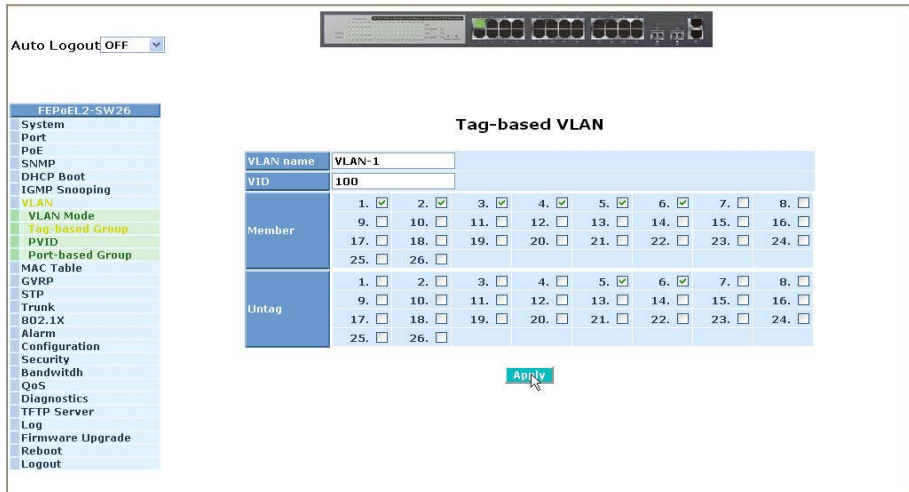 Auto Logout OFF
FEPoEL2-SW26
System
Port
PoE
SNMP
DHCP Boot
IGMP Snooping
VLAN
VLAN Mode
Tag-based Group
PVID
Port-based Group
MAC Table
GVRP
STP
Trunk
802.1X
Alarm
Configuration
Security
Bandwitdh
QoS
Diagnostics
TFTP Server
Log
Firmware Upgrade
Reboot
Logout
Tag-based VLAN
VLAN name VLAN-1
VID 100
Member
1. 2. 3. 4. 5. 6. 7. 8.
9. 10. 11. 12. 13. 14. 15. 16.
17. 18. 19. 20. 21. 22. 23. 24.
25. 26.
Untag
1. 2. 3. 4. 5. 6. 7. 8.
9. 10. 11. 12. 13. 14. 15. 16.
17. 18. 19. 20. 21. 22. 23. 24.
25. 26.
Apply